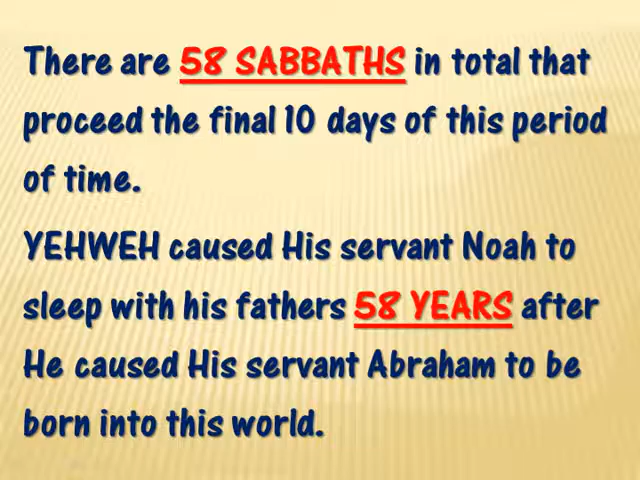 There are 58 SABBATHS in total that
proceed the final 10 days of this period
of time.
YEHWEH caused His servant Noah to
sleep with his fathers 58 YEARS after
He caused His servant Abraham to be
born into this world.